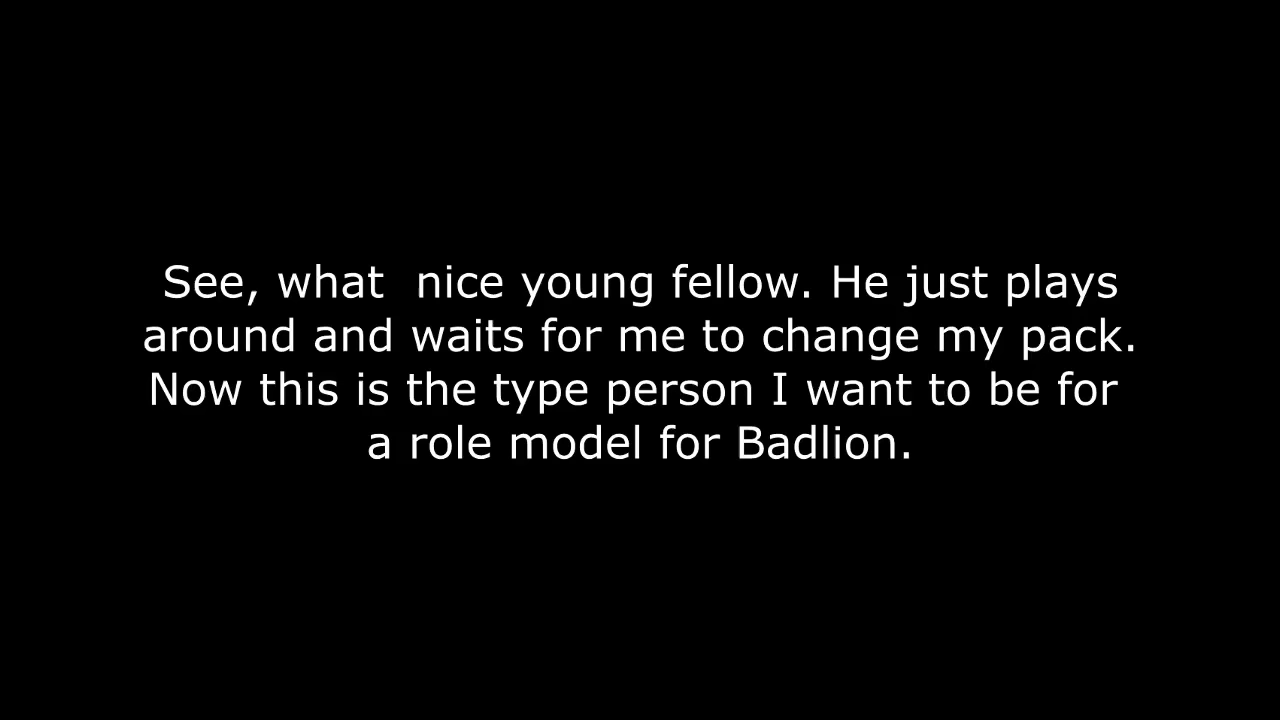 See, what  nice young fellow. He just plays
around and waits for me to change my pack.
Now this is the type person I want to be for
a role model for Badlion.